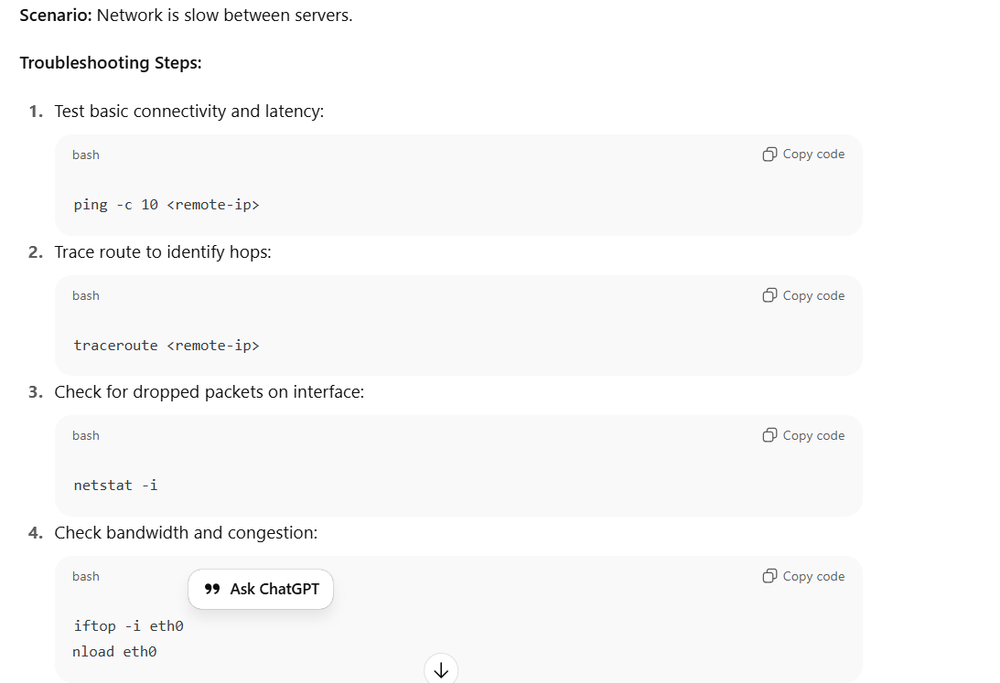 Scenario: Network is slow between servers.
Troubleshooting Steps:
1. Test basic connectivity and latency:
bash
Copy code
ping -c 10 <remote-ip>
2. Trace route to identify hops:
bash
Copy code
traceroute <remote-ip>
3. Check for dropped packets on interface:
bash
Copy code
netstat -i
4. Check bandwidth and congestion:
bash
Copy code
Ask ChatGPT
iftop -i eth0
nload eth0